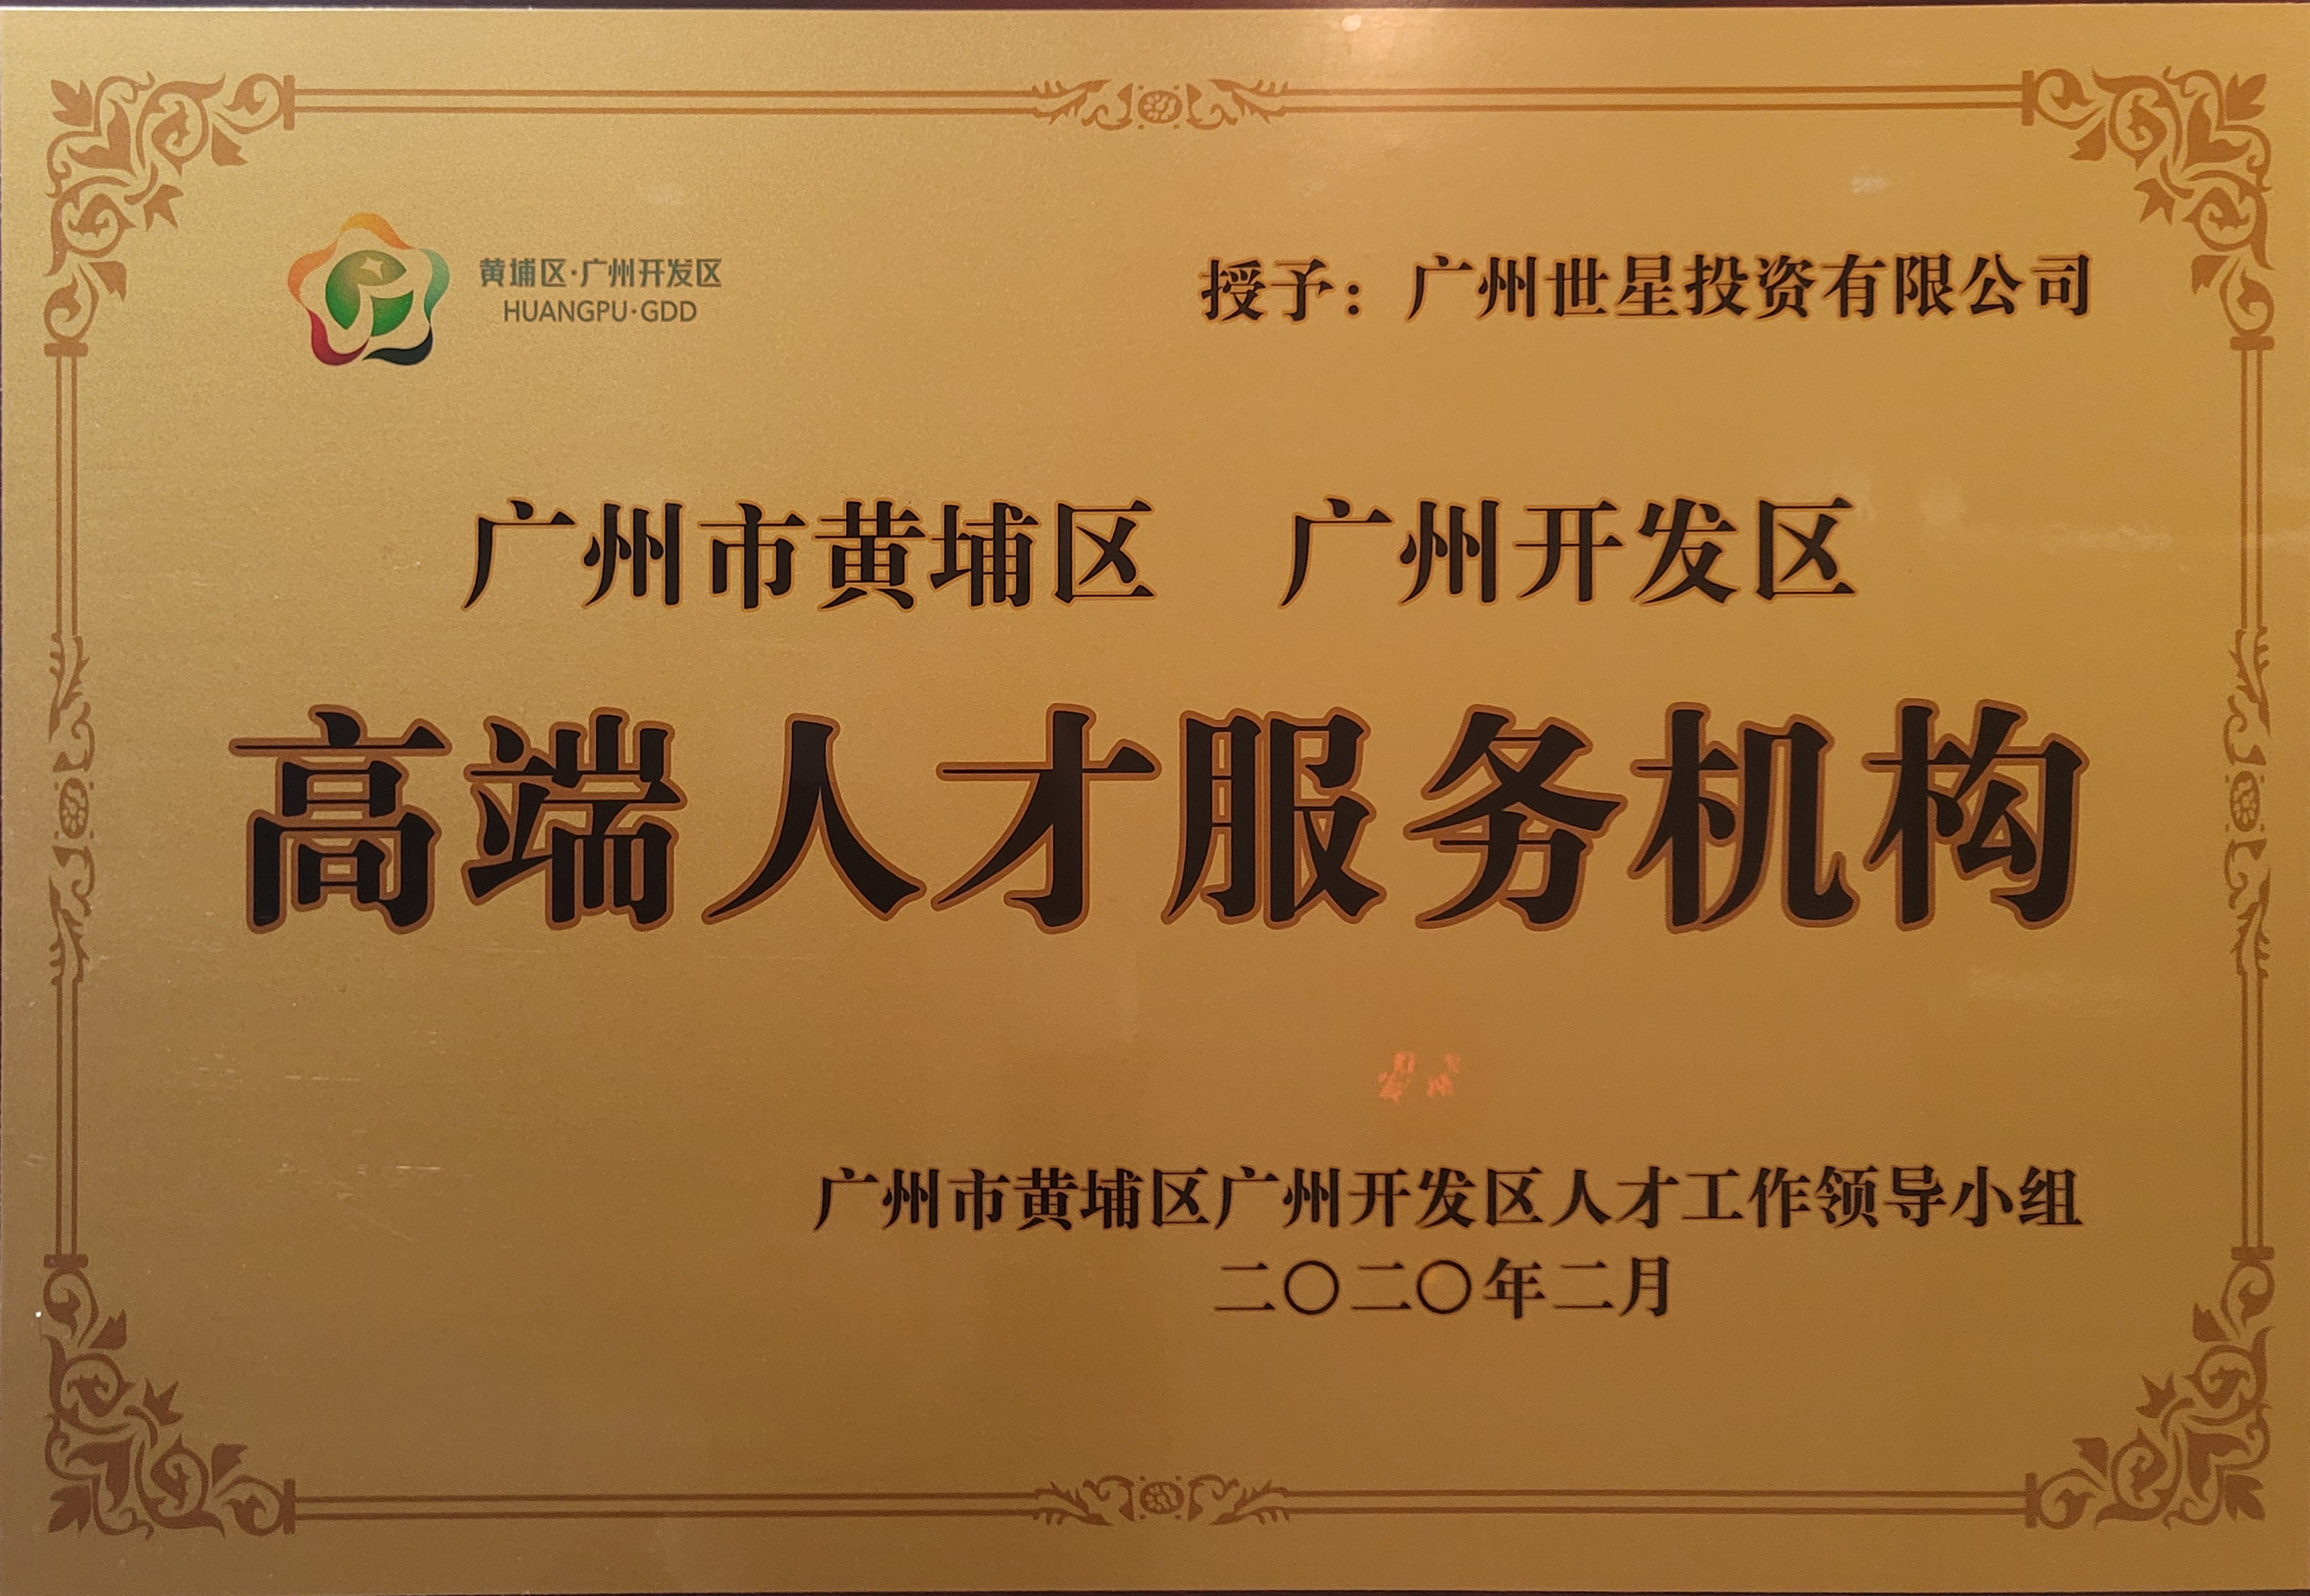 黄埔区·广州开发区
HUANGPU·GDD
授予：广州世星投资有限公司
广州市黄埔区　广州开发区
高端人才服务机构
广州市黄埔区广州开发区人才工作领导小组
二〇二〇年二月